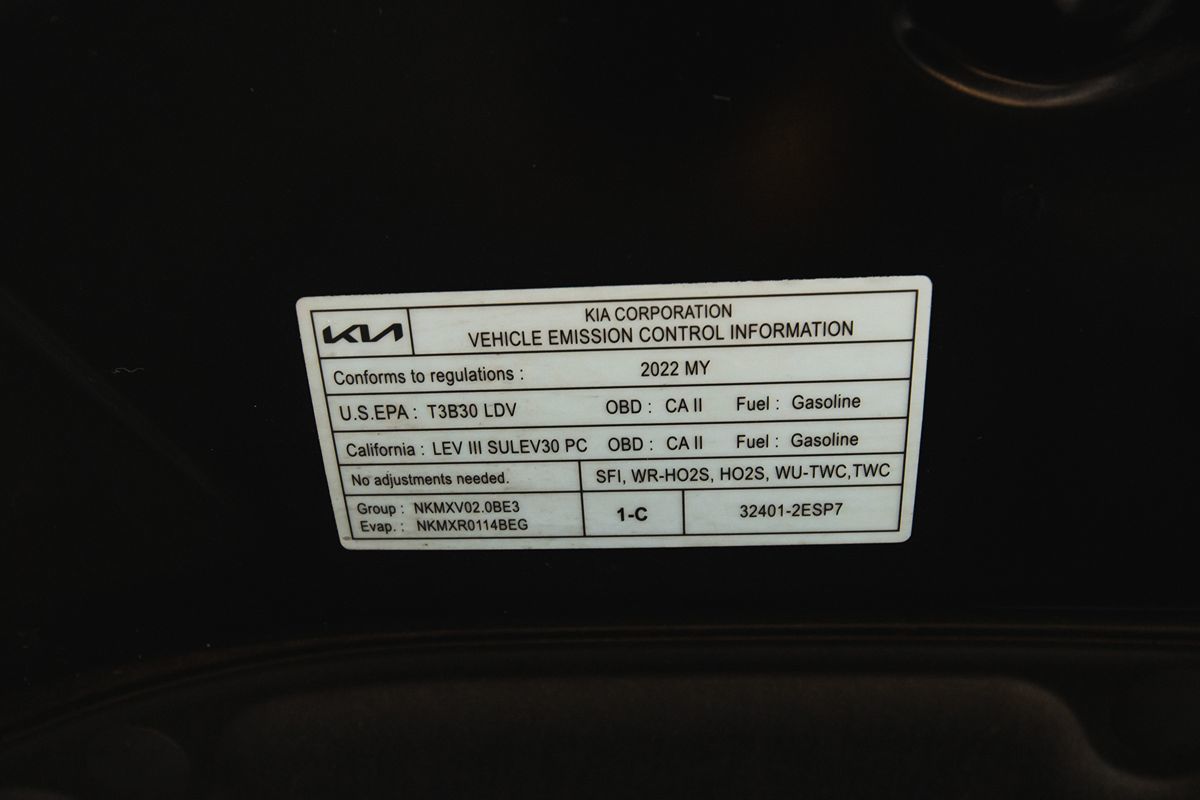 KIA
KIA CORPORATION
VEHICLE EMISSION CONTROL INFORMATION
Conforms to regulations : 2022 MY
U.S.EPA : T3B30 LDV OBD : CA II Fuel : Gasoline
California : LEV III SULEV30 PC OBD : CA II Fuel : Gasoline
No adjustments needed. SFI, WR-HO2S, HO2S, WU-TWC,TWC
Group : NKMXV02.0BE3
Evap. : NKMXR0114BEG
1-C
32401-2ESP7